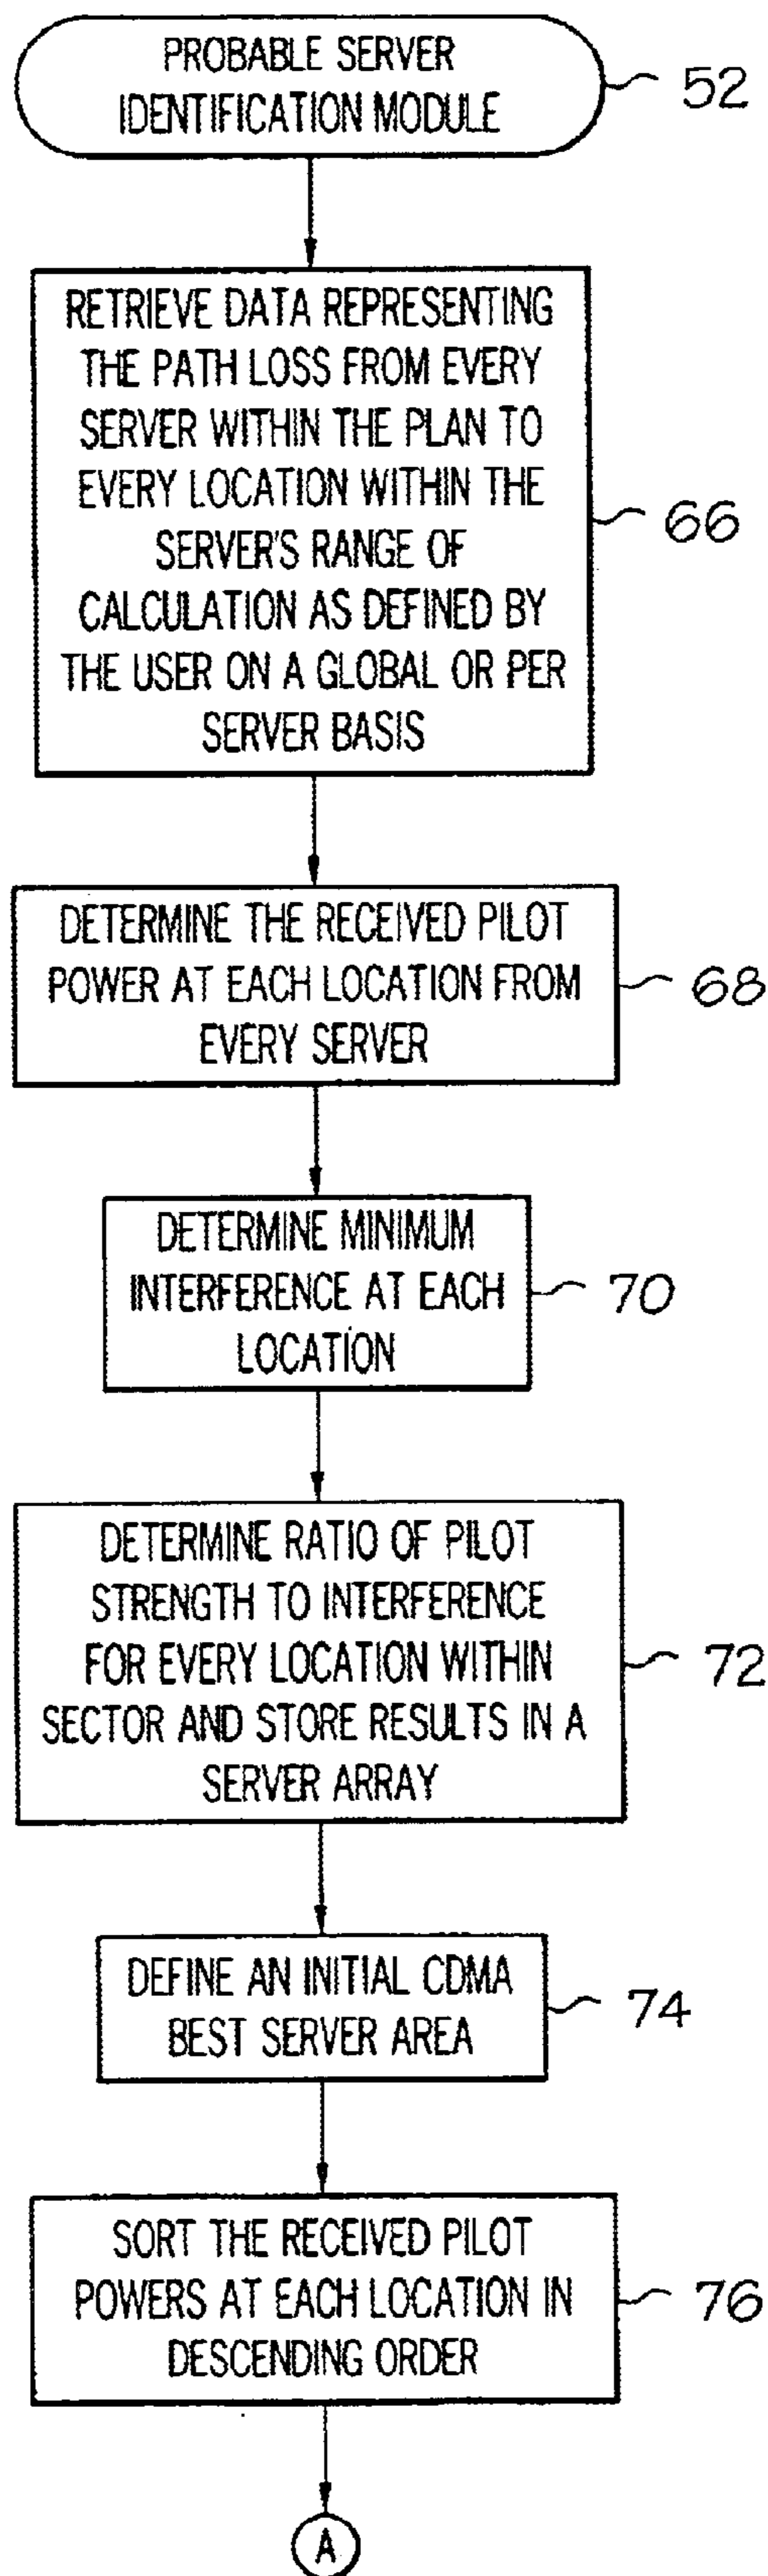 PROBABLE SERVER
IDENTIFICATION MODULE
52
RETRIEVE DATA REPRESENTING
THE PATH LOSS FROM EVERY
SERVER WITHIN THE PLAN TO
EVERY LOCATION WITHIN THE
SERVER'S RANGE OF
CALCULATION AS DEFINED BY
THE USER ON A GLOBAL OR PER
SERVER BASIS
66
DETERMINE THE RECEIVED PILOT
POWER AT EACH LOCATION FROM
EVERY SERVER
68
DETERMINE MINIMUM
INTERFERENCE AT EACH
LOCATION
70
DETERMINE RATIO OF PILOT
STRENGTH TO INTERFERENCE
FOR EVERY LOCATION WITHIN
SECTOR AND STORE RESULTS IN A
SERVER ARRAY
72
DEFINE AN INITIAL CDMA
BEST SERVER AREA
74
SORT THE RECEIVED PILOT
POWERS AT EACH LOCATION IN
DESCENDING ORDER
76
A